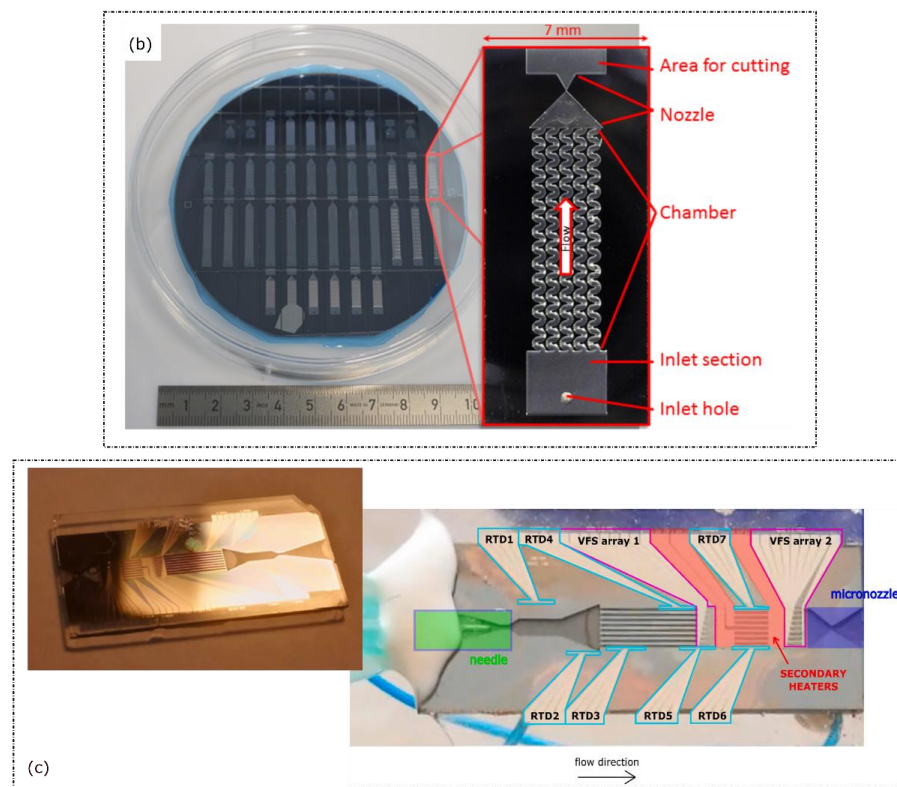 (b)
7 mm
Area for cutting
Nozzle
Chamber
Flow
Inlet section
Inlet hole
mm 1 2 3 4 5 6 7 8 9 10
RTD1
RTD4
VFS array 1
RTD7
VFS array 2
micronozzle
needle
SECONDARY
HEATERS
RTD2
RTD3
RTD5
RTD6
flow direction
(c)